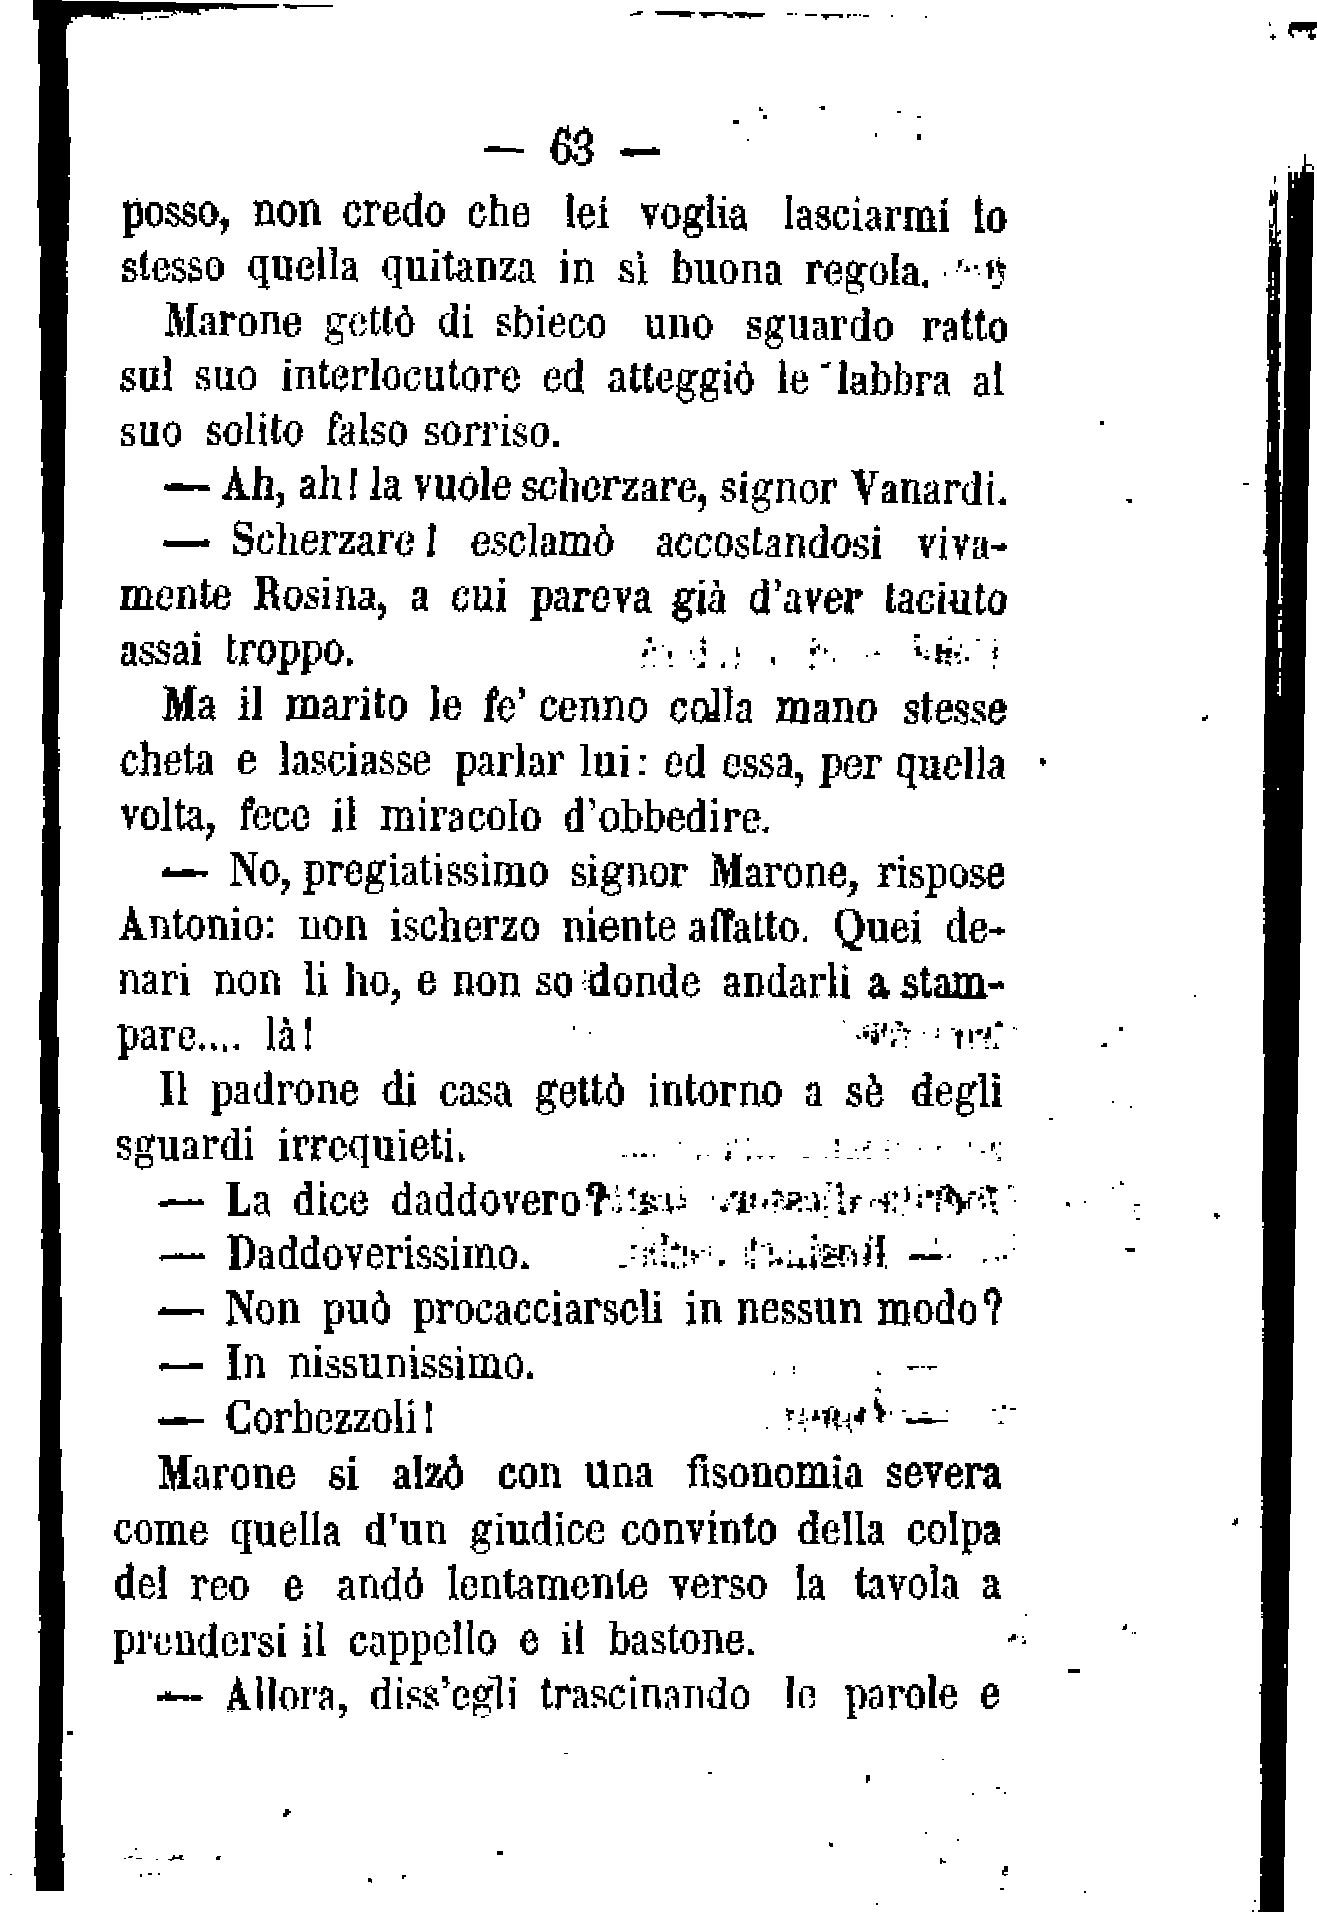 — 63 —
posso, non credo che lei voglia lasciarmi lo
stesso quella quitanza in sì buona regola.
Marone gettò di sbieco uno sguardo ratto
sul suo interlocutore ed atteggiò le labbra al
suo solito falso sorriso.
— Ah, ah! la vuole scherzare, signor Vanardi.
— Scherzare! esclamò accostandosi viva-
mente Rosina, a cui pareva già d'aver taciuto
assai troppo.
Ma il marito le fe' cenno colla mano stesse
cheta e lasciasse parlar lui: ed essa, per quella
volta, fece il miracolo d'obbedire.
— No, pregiatissimo signor Marone, rispose
Antonio: non ischerzo niente affatto. Quei de-
nari non li ho, e non so donde andarli a stam-
pare.... là!
Il padrone di casa gettò intorno a sè degli
sguardi irrequieti.
— La dice daddovero?
— Daddoverissimo.
— Non può procacciarseli in nessun modo?
— In nissunissimo.
— Corbezzoli!
Marone si alzò con una fisonomia severa
come quella d'un giudice convinto della colpa
del reo e andò lentamente verso la tavola a
prendersi il cappello e il bastone.
— Allora, diss'egli trascinando le parole e